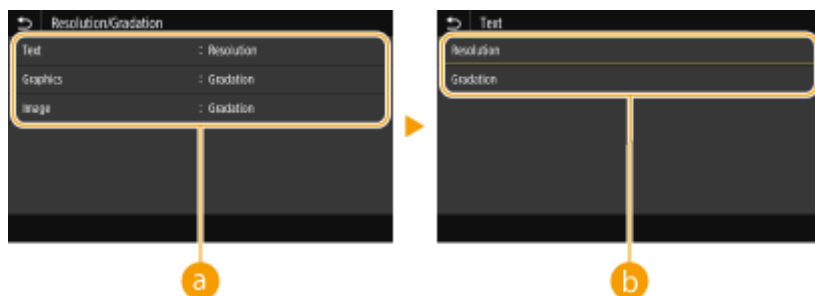 Resolution/Gradation
Text : Resolution
Graphics : Gradation
Image : Gradation
a
Text
Resolution
Gradation
b